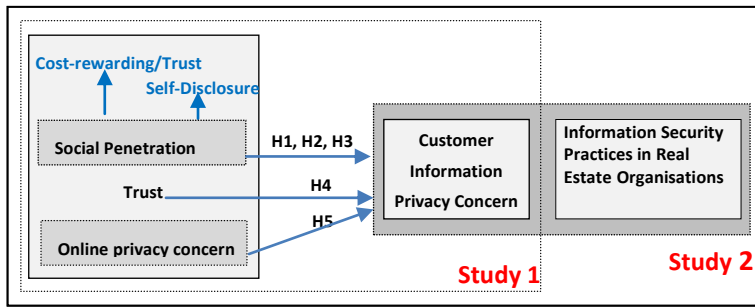 Cost-rewarding/Trust
Self-Disclosure
Social Penetration
H1, H2, H3
Trust
H4
Online privacy concern
H5
Customer
Information
Privacy Concern
Information Security
Practices in Real
Estate Organisations
Study 1
Study 2